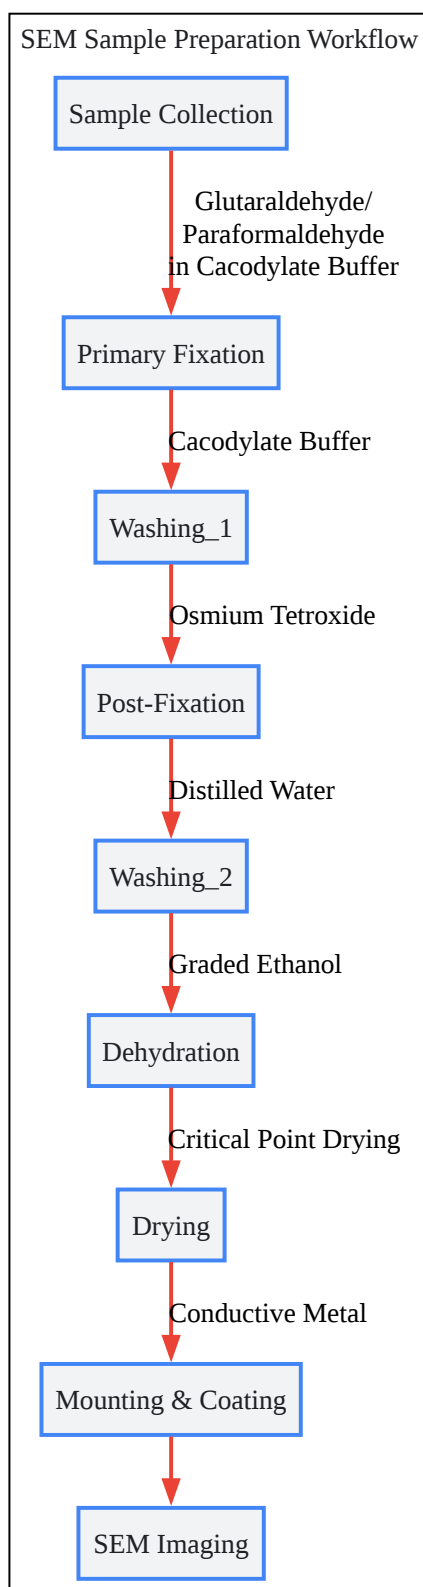 SEM Sample Preparation Workflow
Sample Collection
Glutaraldehyde/
Paraformaldehyde
in Cacodylate Buffer
Primary Fixation
Cacodylate Buffer
Washing_1
Osmium Tetroxide
Post-Fixation
Distilled Water
Washing_2
Graded Ethanol
Dehydration
Critical Point Drying
Drying
Conductive Metal
Mounting & Coating
SEM Imaging